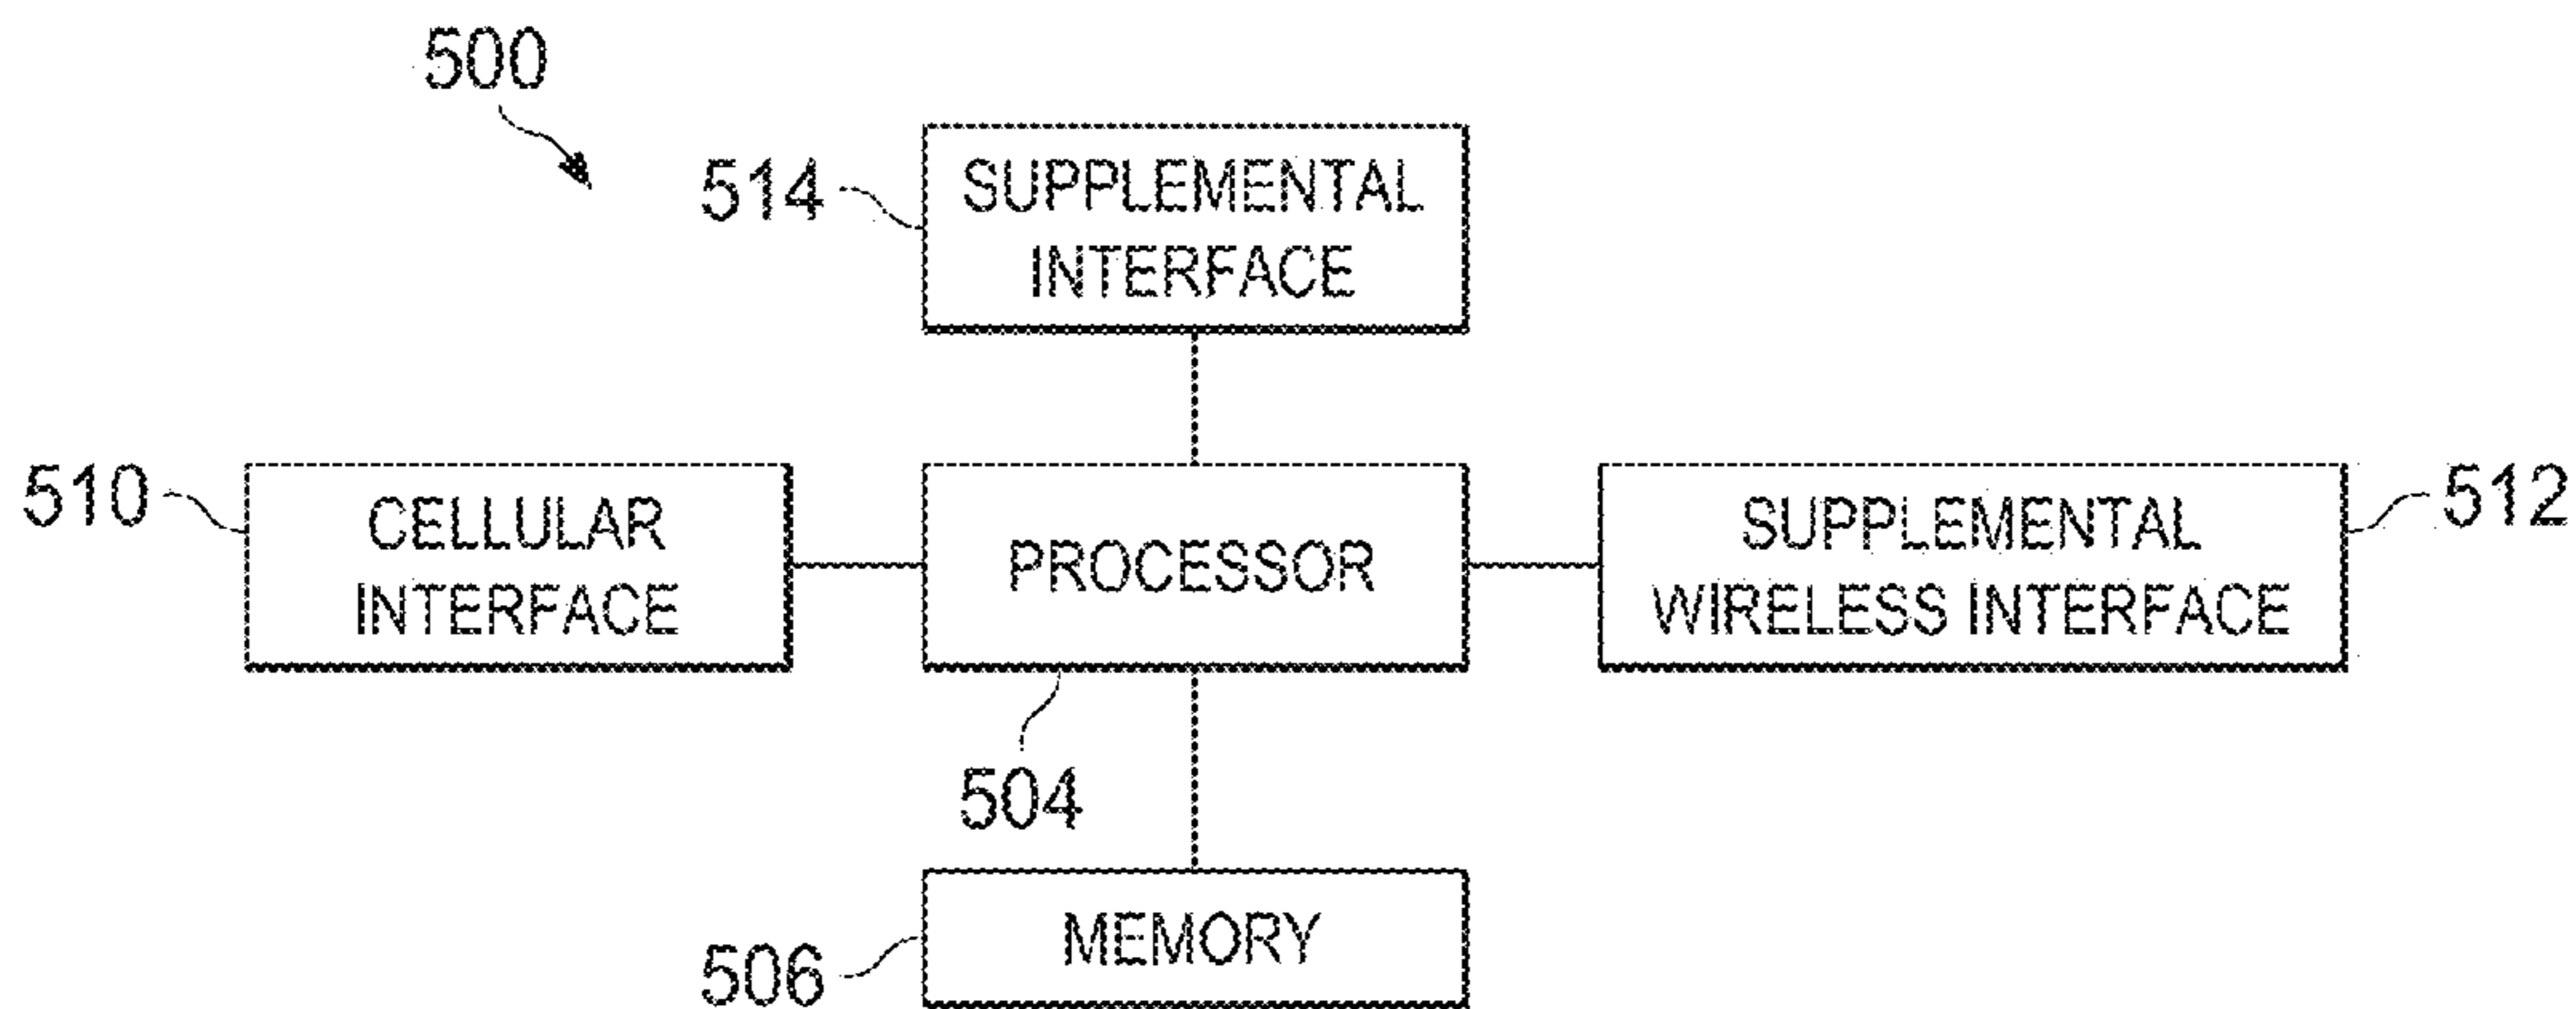 500
514
SUPPLEMENTAL
INTERFACE
510
CELLULAR
INTERFACE
PROCESSOR
SUPPLEMENTAL
WIRELESS INTERFACE
512
504
MEMORY
506